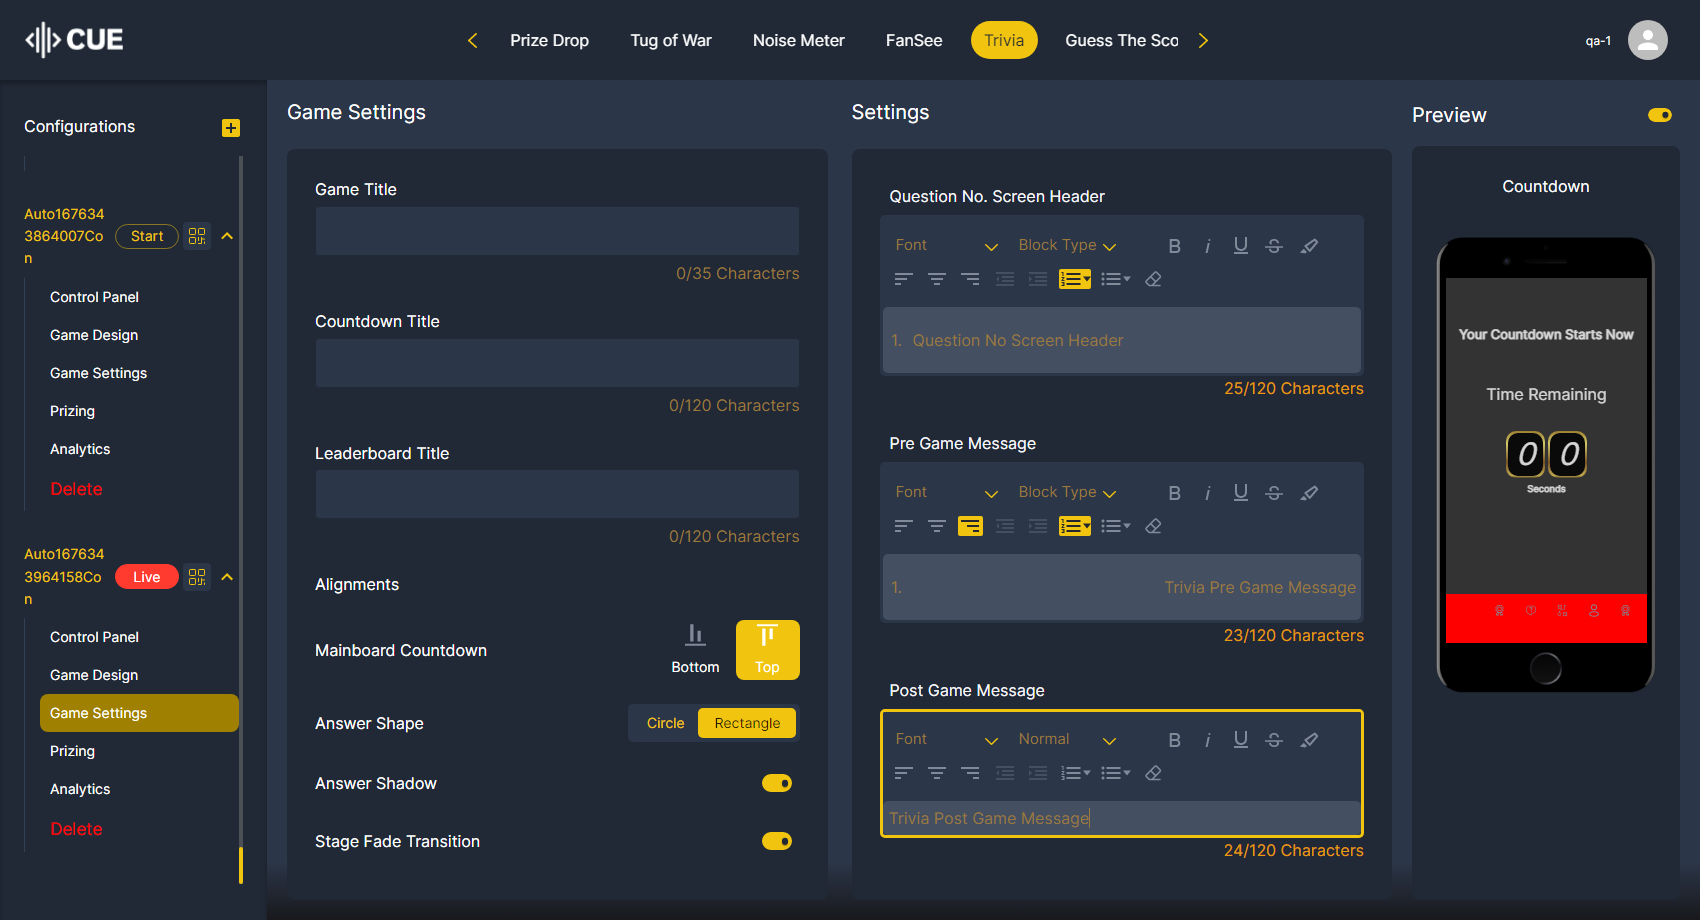 CUE
Prize Drop
Tug of War
Noise Meter
FanSee
Trivia
Guess The Sco
qa-1
Configurations
Auto167634
3864007Co
n
Start
Control Panel
Game Design
Game Settings
Prizing
Analytics
Delete
Auto167634
3964158Co
n
Live
Control Panel
Game Design
Game Settings
Prizing
Analytics
Delete
Game Settings
Game Title
0/35 Characters
Countdown Title
0/120 Characters
Leaderboard Title
0/120 Characters
Alignments
Mainboard Countdown
Bottom
Top
Answer Shape
Circle
Rectangle
Answer Shadow
Stage Fade Transition
Settings
Question No. Screen Header
Font
Block Type
B i U S
1. Question No Screen Header
25/120 Characters
Pre Game Message
Font
Block Type
B i U S
1. Trivia Pre Game Message
23/120 Characters
Post Game Message
Font
Normal
B i U S
Trivia Post Game Message
24/120 Characters
Preview
Countdown
Your Countdown Starts Now
Time Remaining
0 0
Seconds